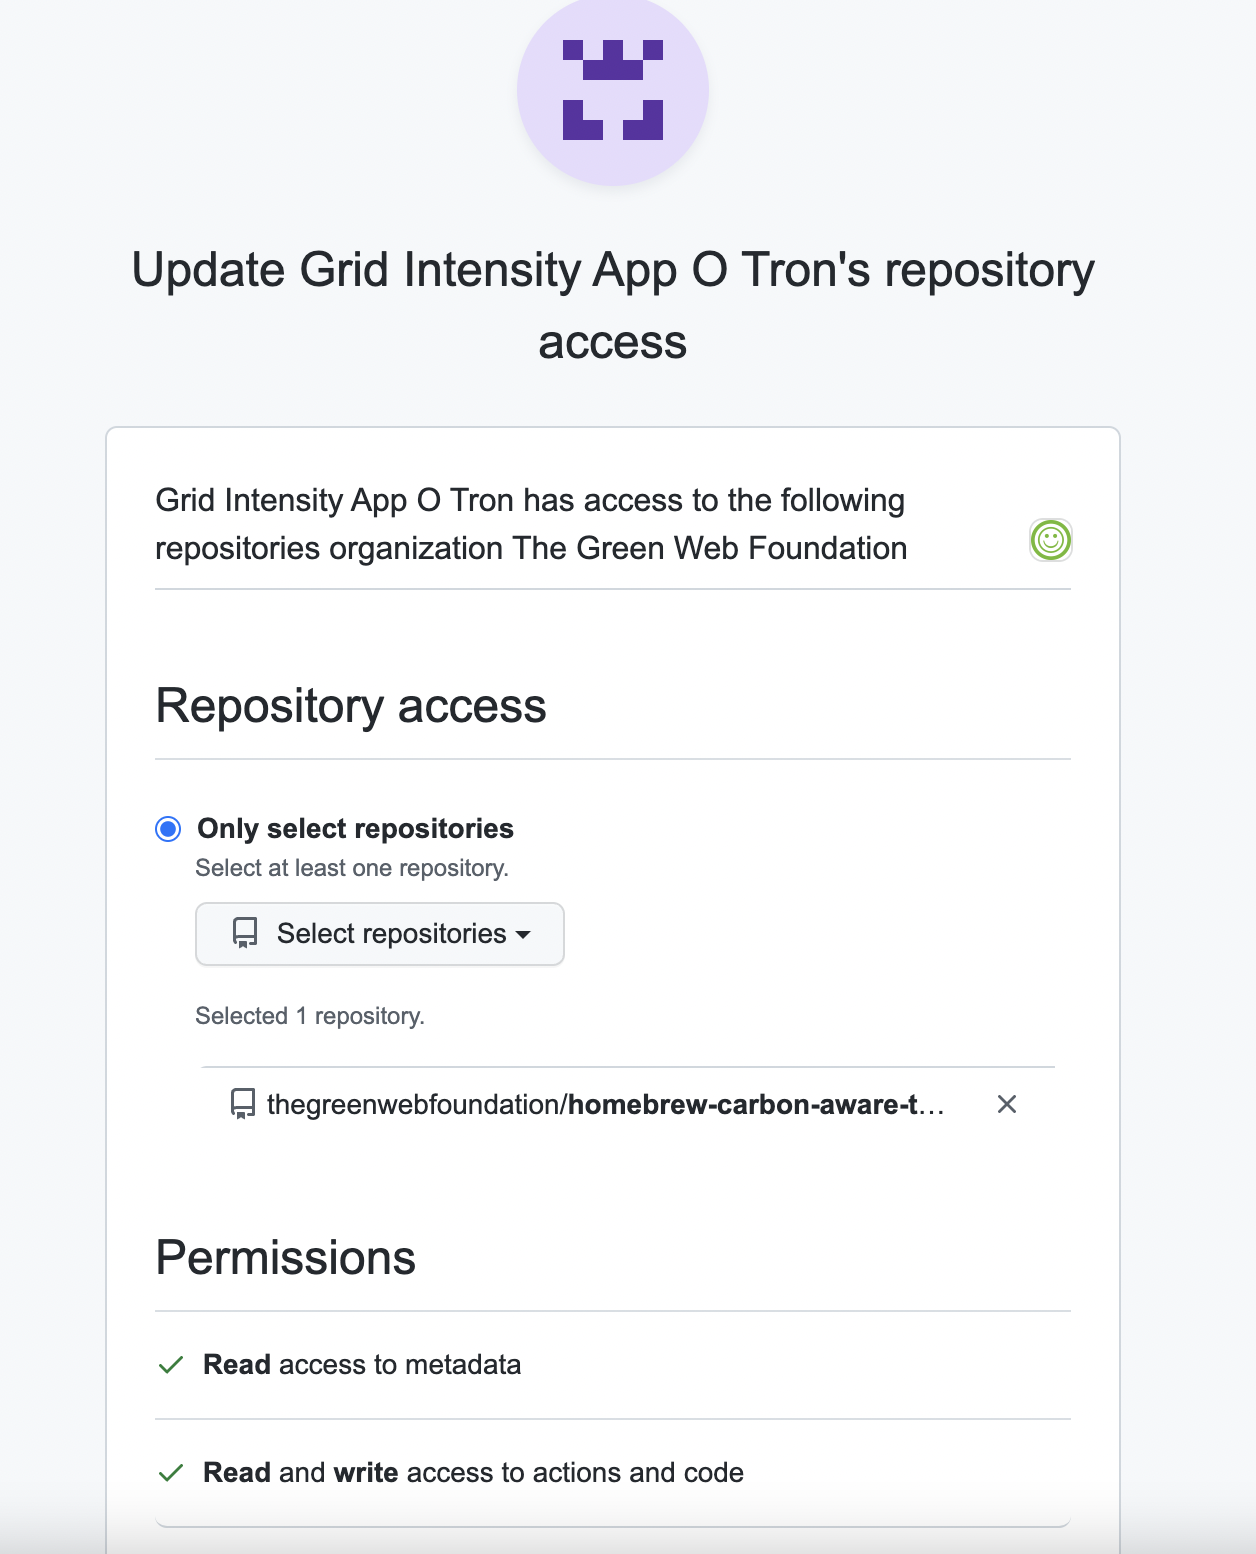 Update Grid Intensity App O Tron's repository
access
Grid Intensity App O Tron has access to the following
repositories organization The Green Web Foundation
Repository access
Only select repositories
Select at least one repository.
Select repositories
Selected 1 repository.
thegreenwebfoundation/homebrew-carbon-aware-t...
Permissions
Read access to metadata
Read and write access to actions and code